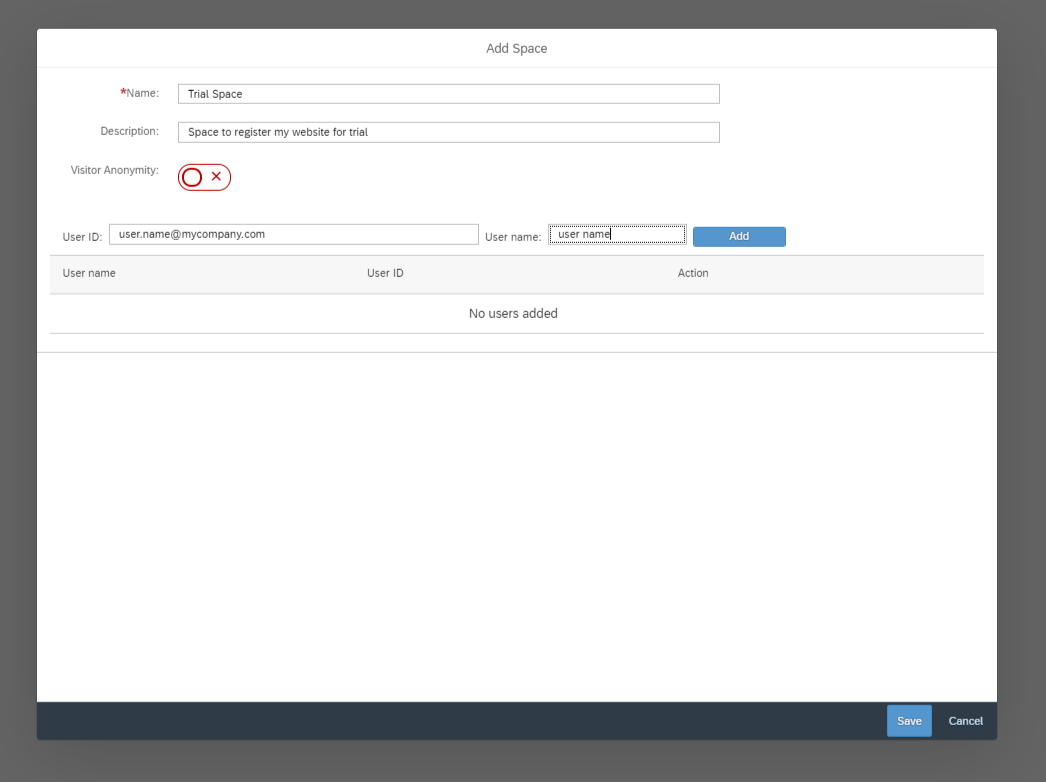 Add Space
*Name: Trial Space
Description: Space to register my website for trial
Visitor Anonymity:
User ID: user.name@mycompany.com User name: user name Add
User name User ID Action
No users added
Save Cancel